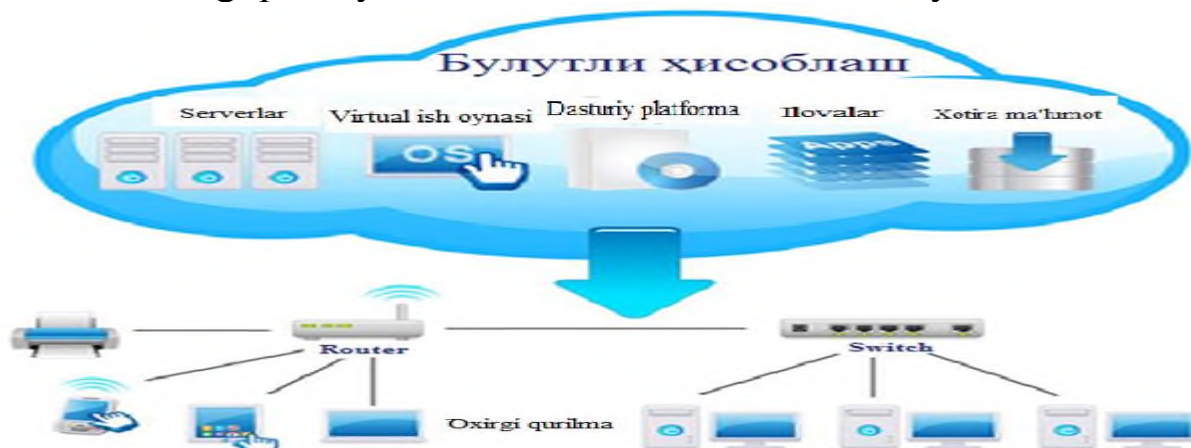 Булутли ҳисоблаш
Serverlar
Virtual ish oynasi
Dasturiy platforma
Ilovalar
Xotira ma'lumot
OS
Apps
Router
Switch
Oxirgi qurilma